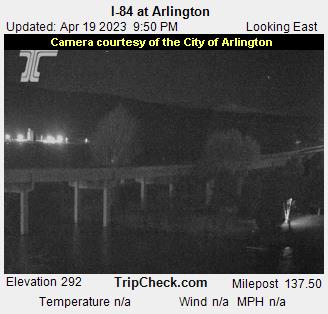 I-84 at Arlington
Updated: Apr 19 2023 9:50 PM Looking East
Camera courtesy of the City of Arlington
Elevation 292 TripCheck.com Milepost 137.50
Temperature n/a Wind n/a MPH n/a